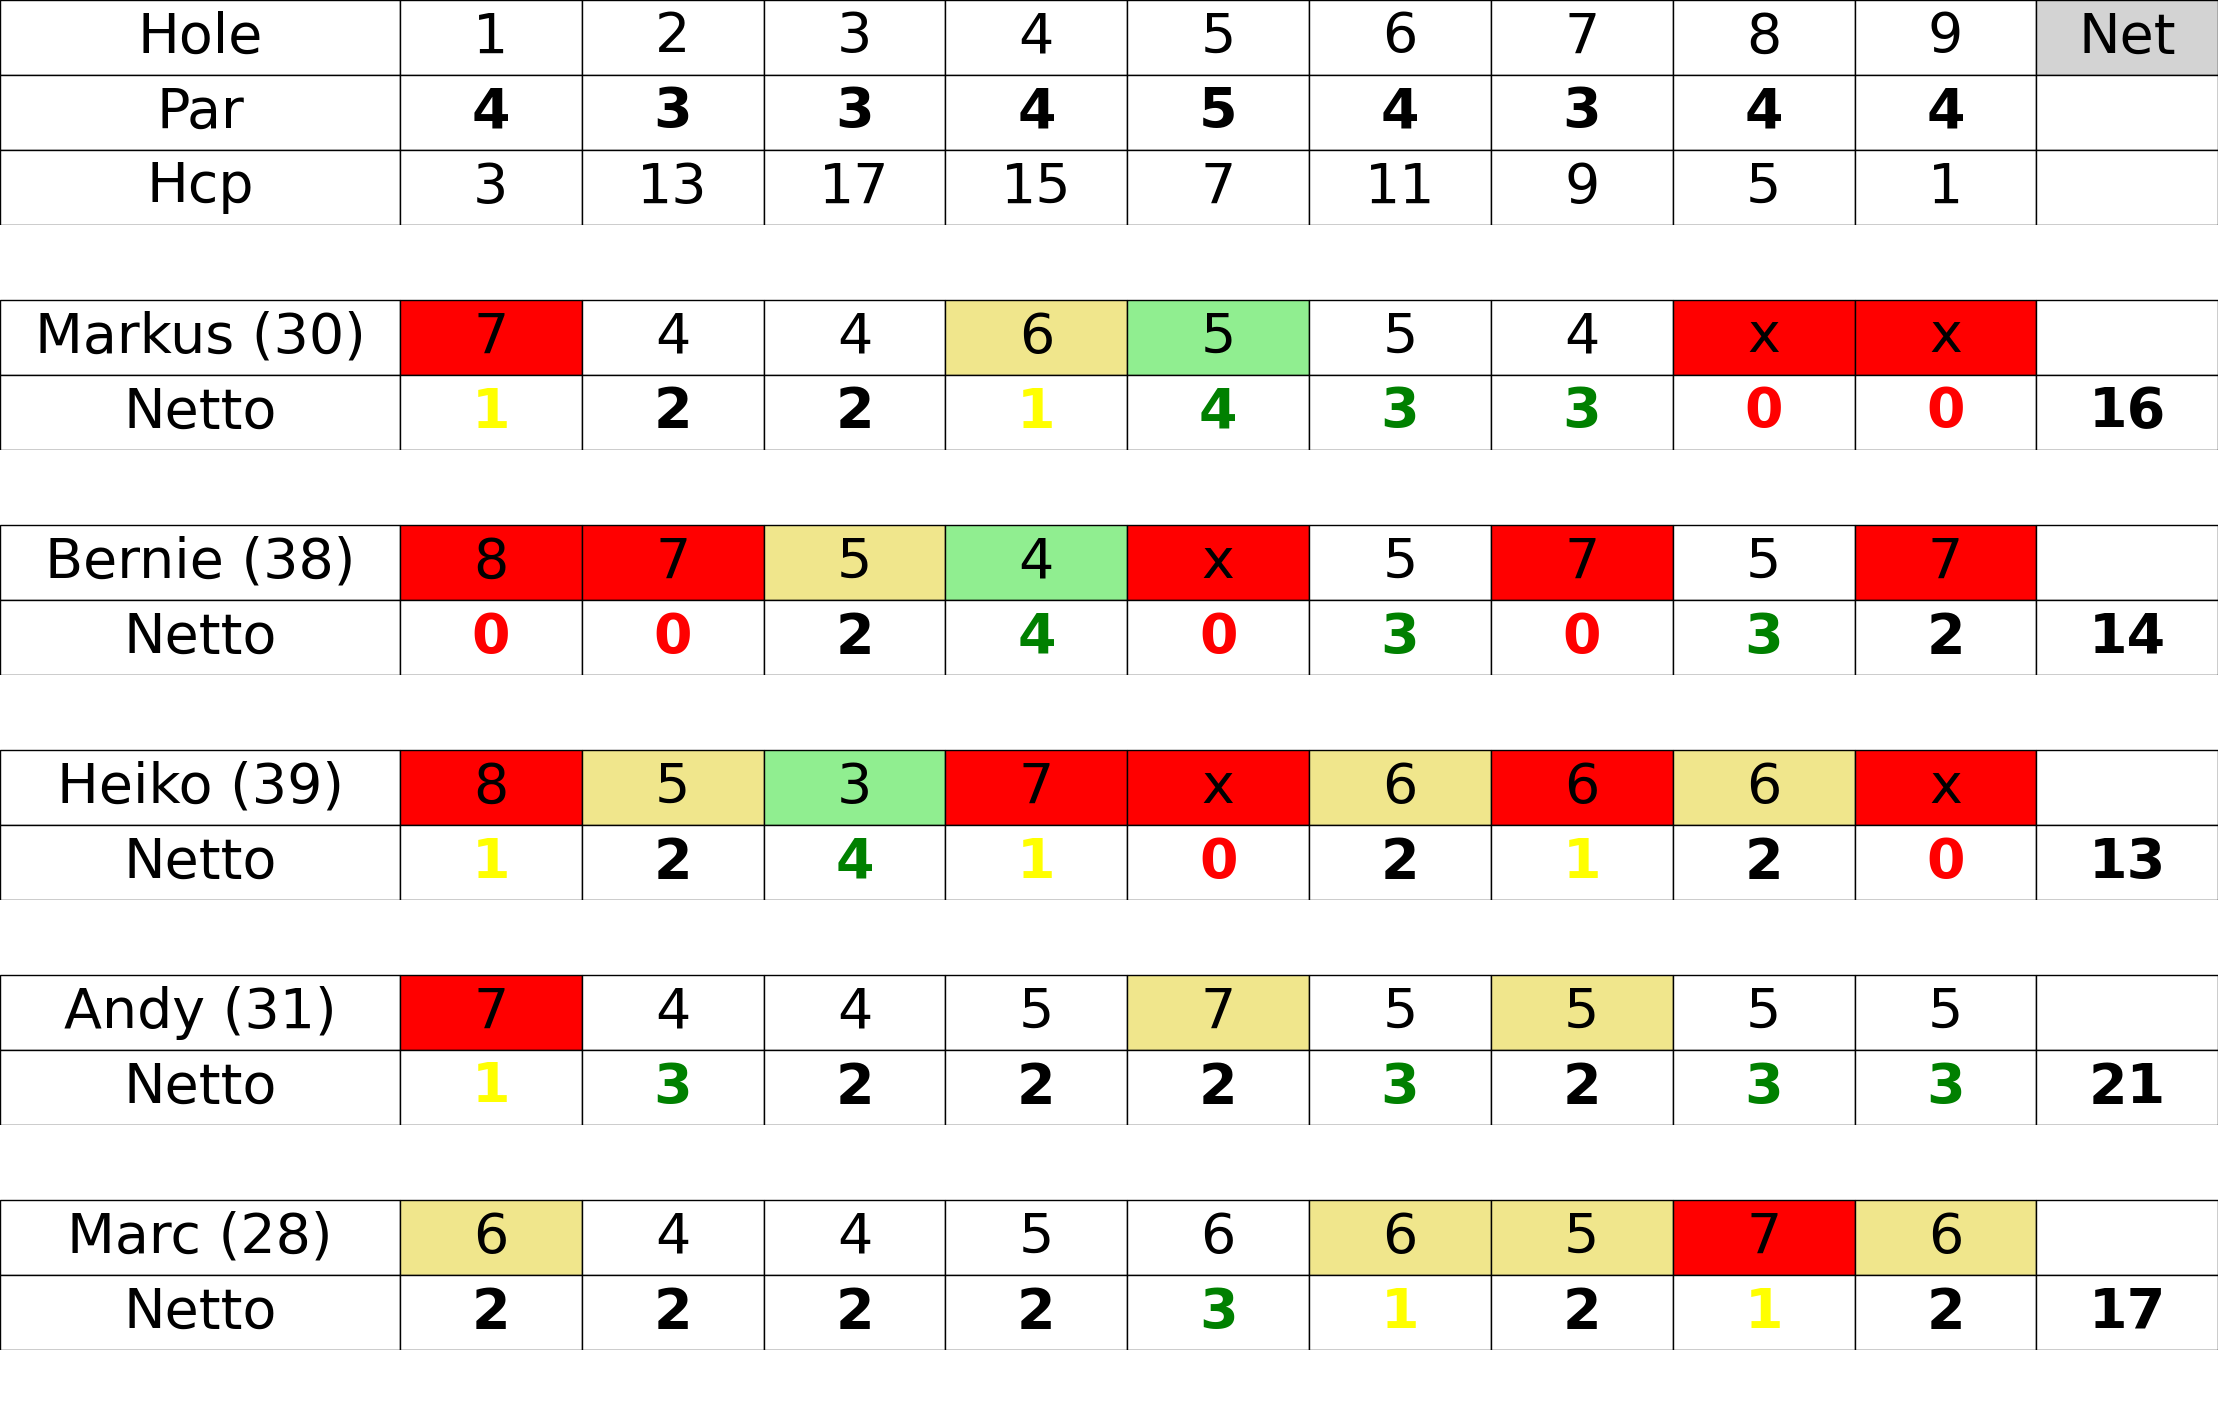 Hole 1 2 3 4 5 6 7 8 9 Net
Par 4 3 3 4 5 4 3 4 4
Hcp 3 13 17 15 7 11 9 5 1
Markus (30) 7 4 4 6 5 5 4 x x
Netto 1 2 2 1 4 3 3 0 0 16
Bernie (38) 8 7 5 4 x 5 7 5 7
Netto 0 0 2 4 0 3 0 3 2 14
Heiko (39) 8 5 3 7 x 6 6 6 x
Netto 1 2 4 1 0 2 1 2 0 13
Andy (31) 7 4 4 5 7 5 5 5 5
Netto 1 3 2 2 2 3 2 3 3 21
Marc (28) 6 4 4 5 6 6 5 7 6
Netto 2 2 2 2 3 1 2 1 2 17